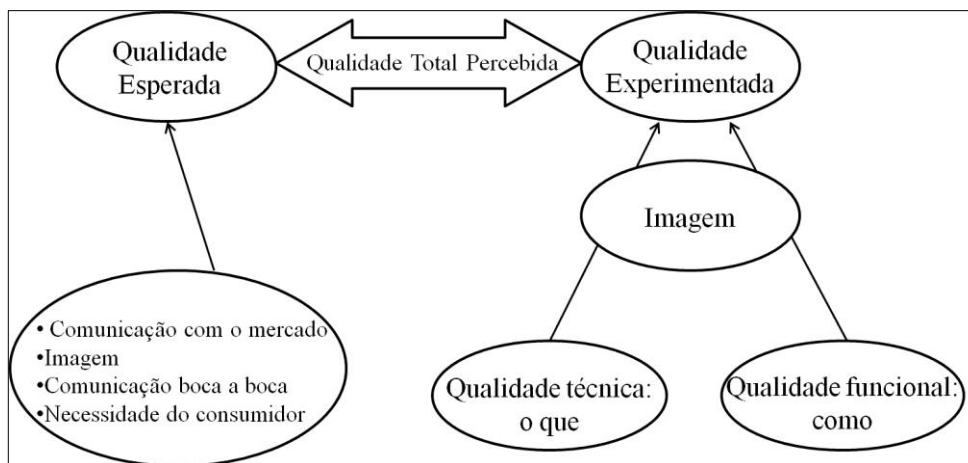 Qualidade
Esperada
Qualidade Total Percebida
Qualidade
Experimentada
Imagem
• Comunicação com o mercado
• Imagem
• Comunicação boca a boca
• Necessidade do consumidor
Qualidade técnica:
o que
Qualidade funcional:
como